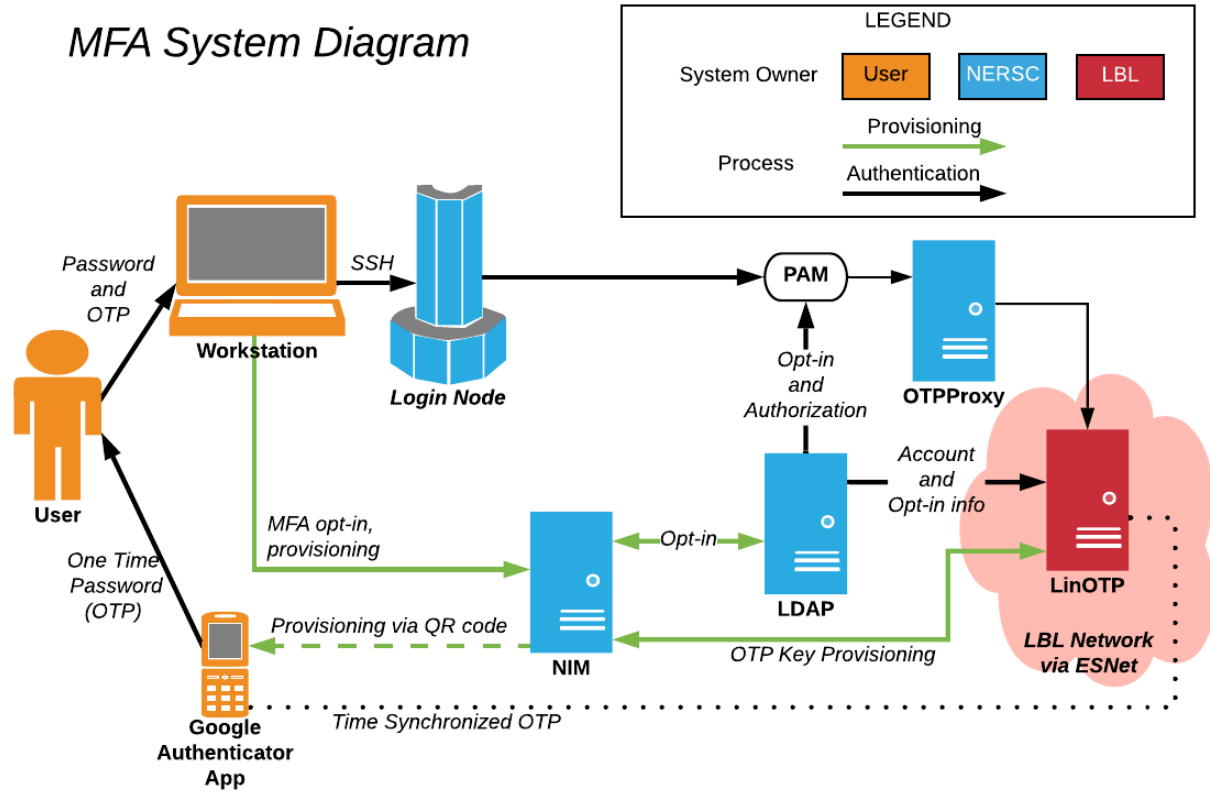 MFA System Diagram
LEGEND
System Owner
User
NERSC
LBL
Provisioning
Process
Authentication
Password
and
OTP
SSH
PAM
Workstation
Login Node
Opt-in
and
Authorization
OTPProxy
Account
and
Opt-in info
User
MFA opt-in,
provisioning
Opt-in
One Time
Password
(OTP)
LDAP
LinOTP
Provisioning via QR code
NIM
OTP Key Provisioning
LBL Network
via ESNet
Time Synchronized OTP
Google
Authenticator
App